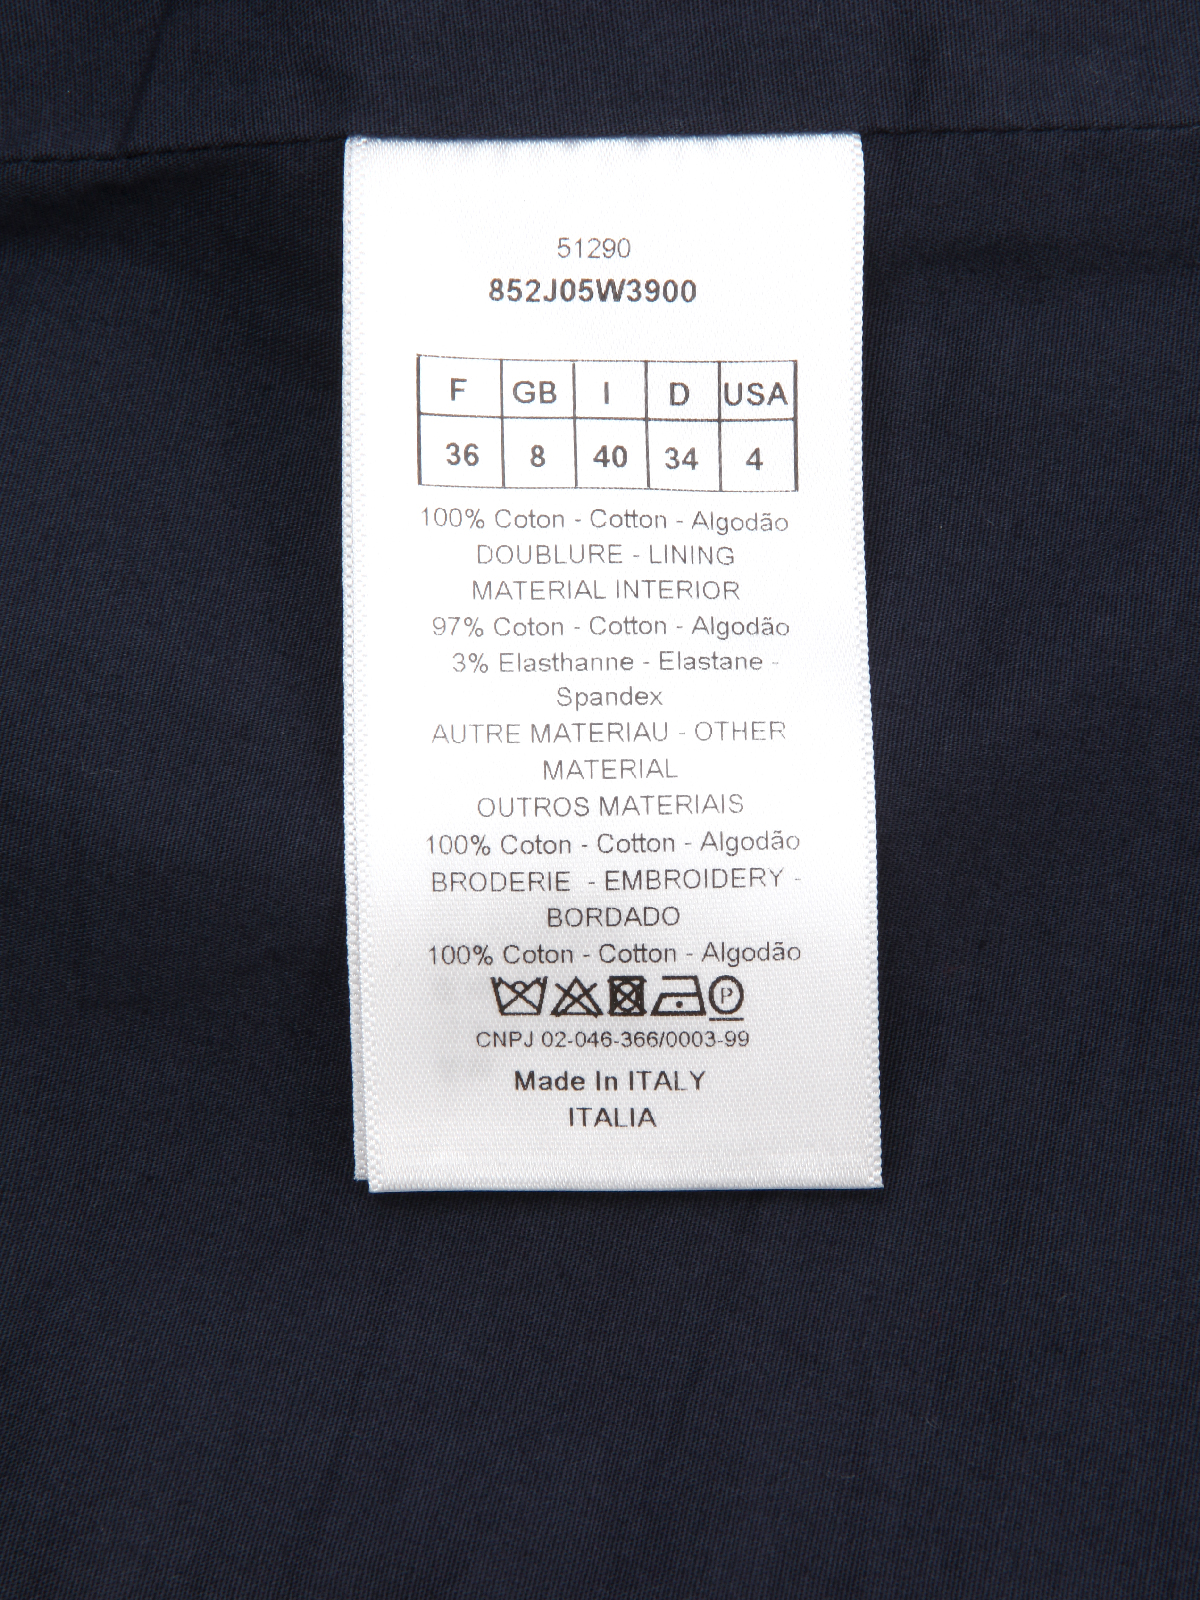 51290
852J05W3900
F GB I D USA
36 8 40 34 4
100% Coton - Cotton - Algodão
DOUBLURE - LINING
MATERIAL INTERIOR
97% Coton - Cotton - Algodão
3% Elasthanne - Elastane -
Spandex
AUTRE MATERIAU - OTHER
MATERIAL
OUTROS MATERIAIS
100% Coton - Cotton - Algodão
BRODERIE - EMBROIDERY -
BORDADO
100% Coton - Cotton - Algodão
P
CNPJ 02-046-366/0003-99
Made In ITALY
ITALIA